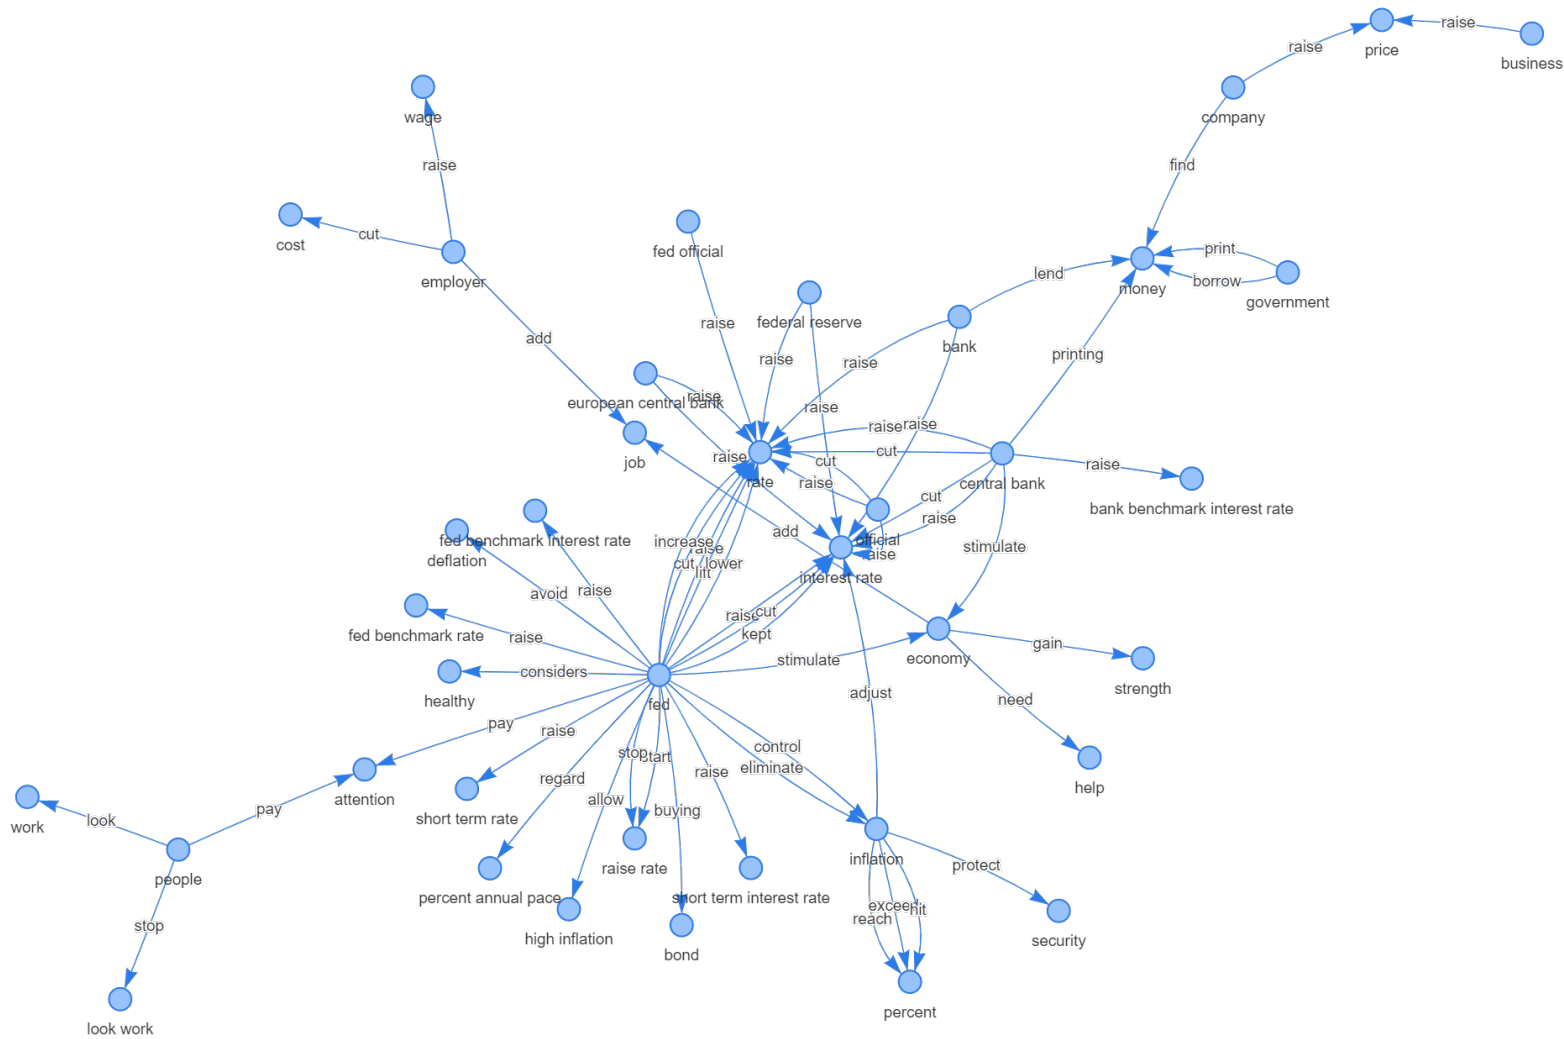 price
raise
business
raise
company
wage
raise
find
cost
cut
employer
fed official
print
money
borrow
government
lend
federal reserve
bank
raise
add
raise
raise
printing
european central bank
raise
raise
job
raise
rate
raise
raise
cut
cut
central bank
raise
bank benchmark interest rate
raise
cut
raise
official
raise
stimulate
interest rate
fed benchmark interest rate
deflation
add
increase
raise
cut
lower
lift
avoid
raise
fed benchmark rate
raise
raise
cut
kept
considers
healthy
fed
stimulate
economy
gain
strength
need
help
adjust
pay
raise
attention
short term rate
regard
stop
start
raise
control
eliminate
allow
buying
work
look
pay
people
stop
look work
raise rate
percent annual pace
high inflation
short term interest rate
bond
inflation
protect
security
exceed
reach
hit
percent